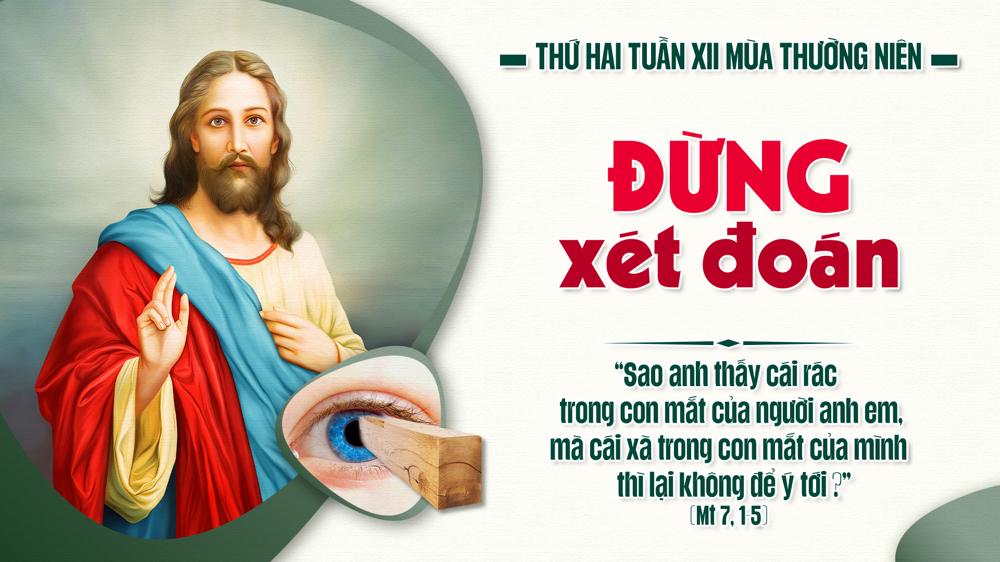 THỨ HAI TUẦN XII MÙA THƯỜNG NIÊN
ĐỪNG
xét đoán
“Sao anh thấy cái rác
trong con mắt của người anh em,
mà cái xà trong con mắt của mình
thì lại không để ý tới ?”
(Mt 7, 1-5)